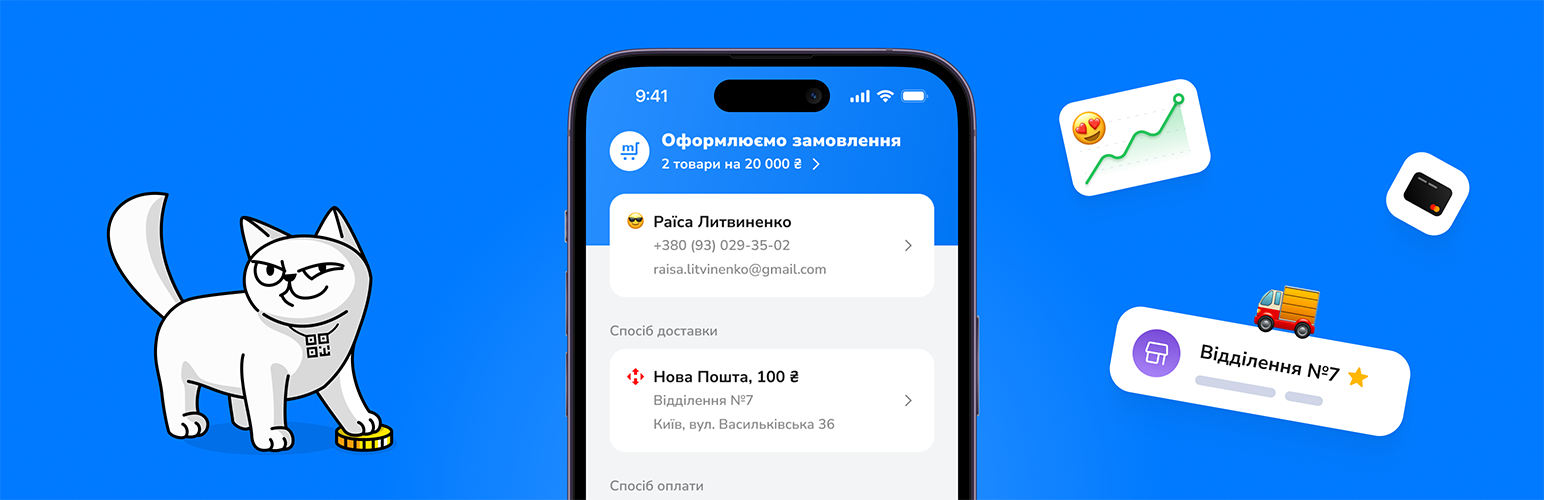 9:41
m
Оформлюємо замовлення
2 товари на 20 000 ₴
Раїса Литвиненко
+380 (93) 029-35-02
raisa.litvinenko@gmail.com
Спосіб доставки
Нова Пошта, 100 ₴
Відділення №7
Київ, вул. Васильківська 36
Спосіб оплати
Відділення №7